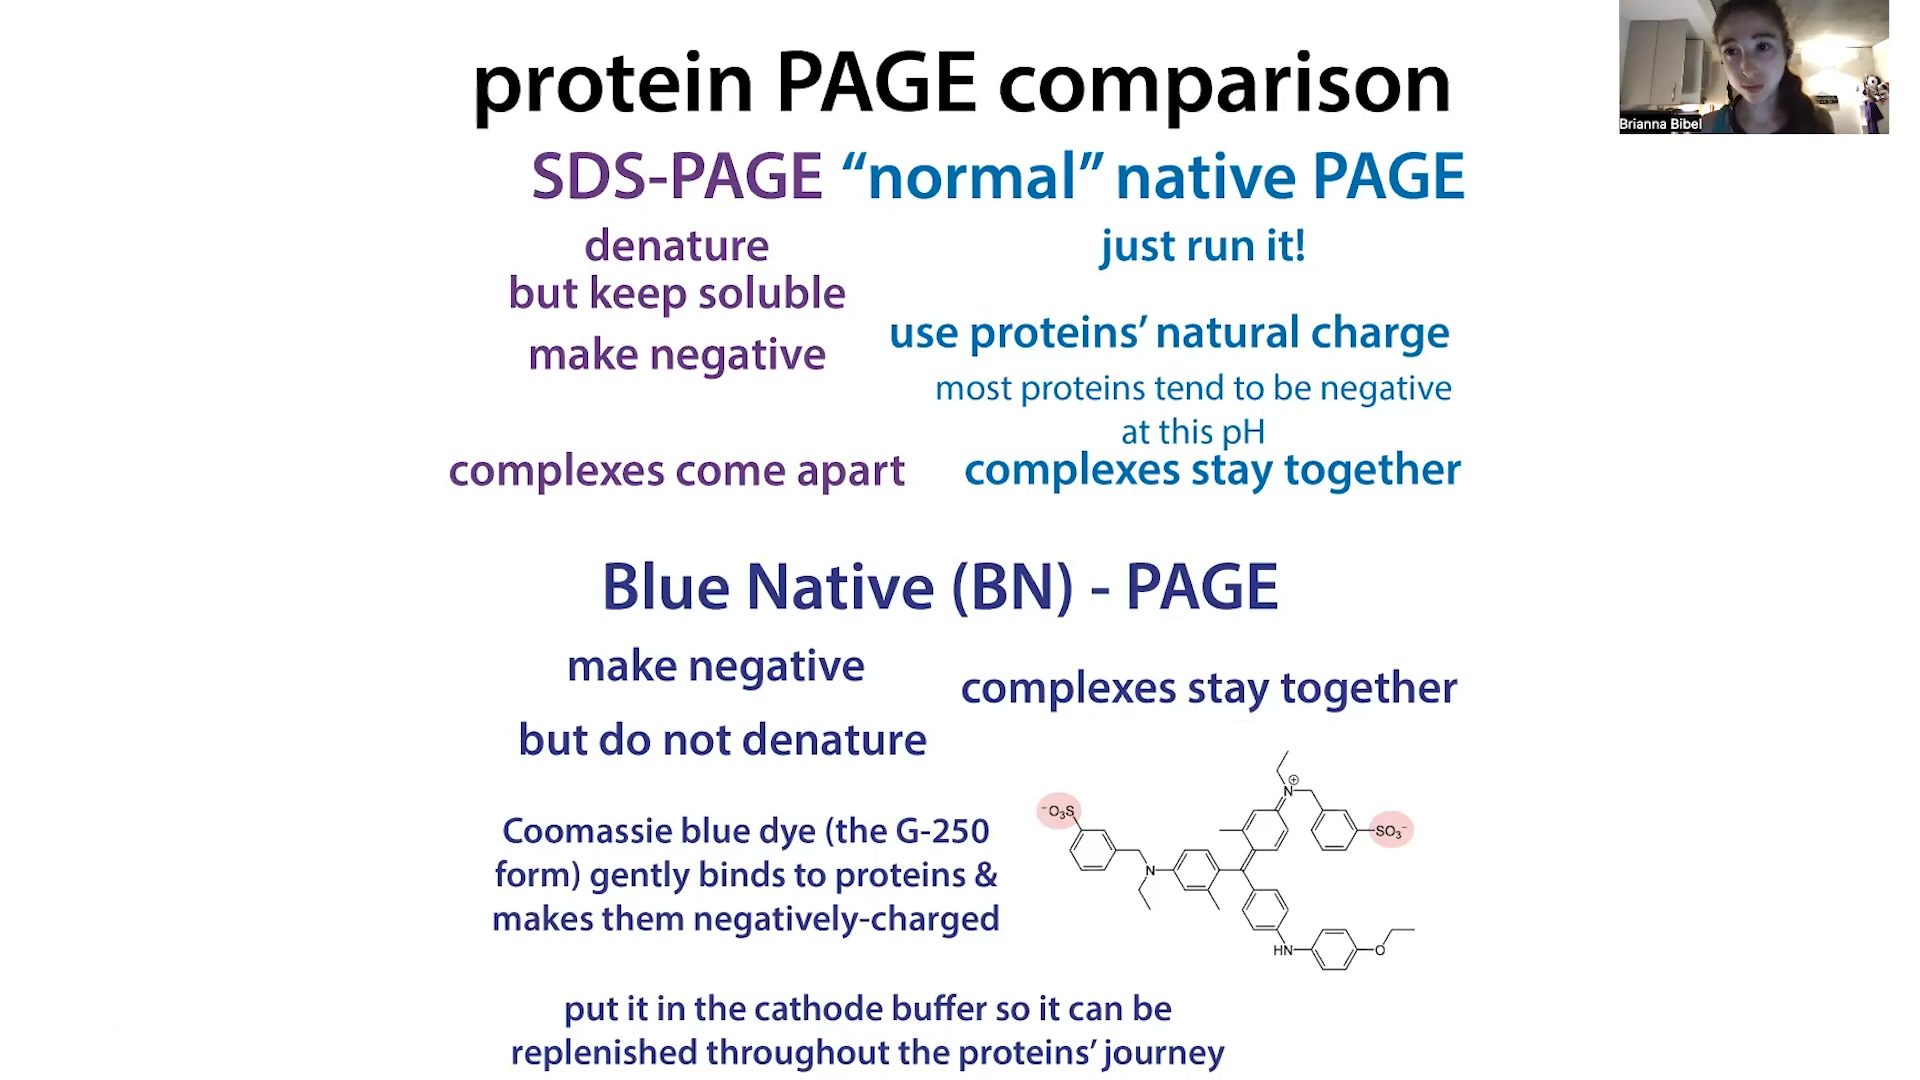 protein PAGE comparison
Brianna Bibel
SDS-PAGE
denature
but keep soluble
make negative
complexes come apart
“normal” native PAGE
just run it!
use proteins’ natural charge
most proteins tend to be negative
at this pH
complexes stay together
Blue Native (BN) - PAGE
make negative
but do not denature
complexes stay together
Coomassie blue dye (the G-250
form) gently binds to proteins &
makes them negatively-charged
⁻O₃S
N
N⊕
SO₃⁻
HN
O
put it in the cathode buffer so it can be
replenished throughout the proteins’ journey